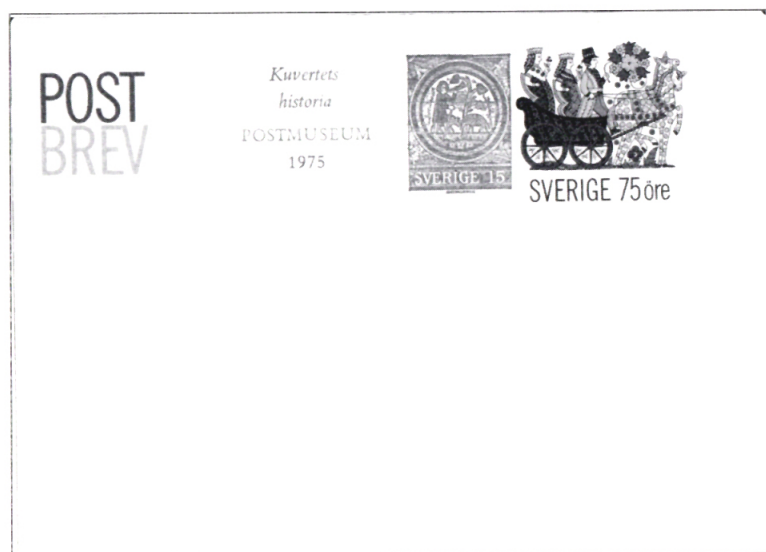 POST
BREV
Kuvertets
historia
POSTMUSEUM
1975
SVERIGE 15
SVERIGE 75 öre